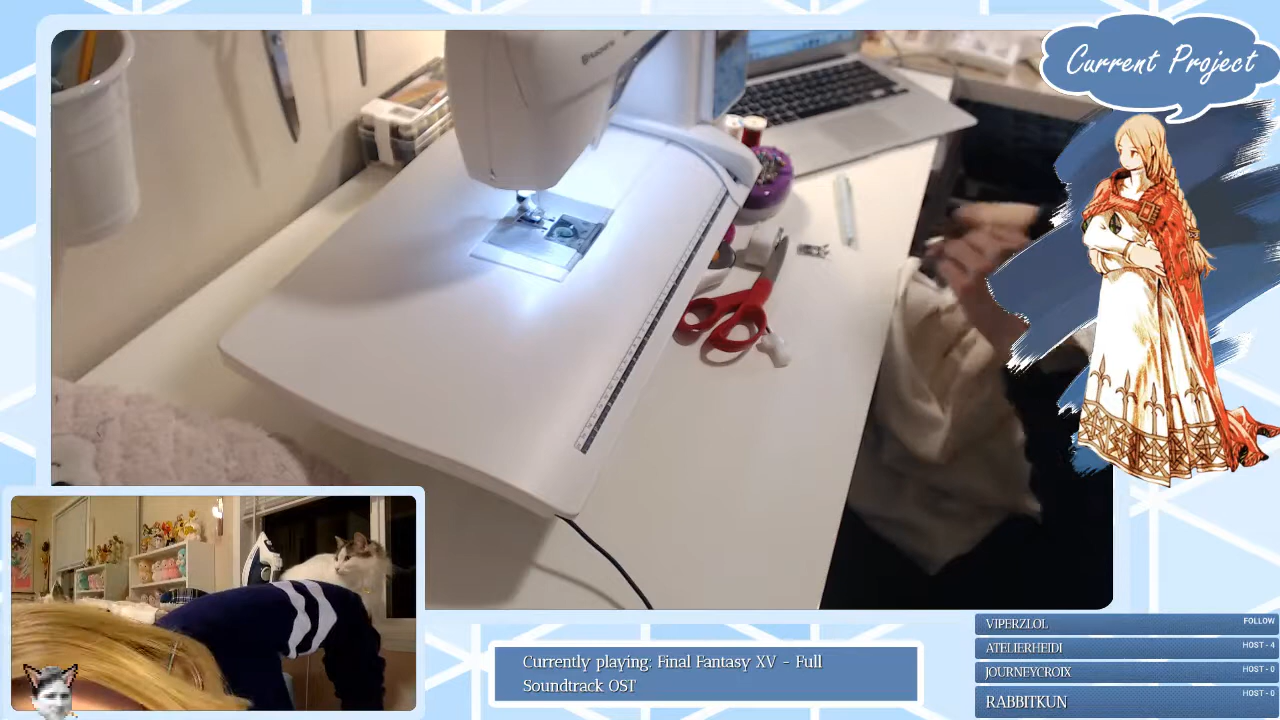 Current Project
VIPERZLOL
FOLLOW
ATELIERHEIDI
HOST - 4
JOURNEYCROIX
HOST - 0
RABBITKUN
HOST - 0
Currently playing: Final Fantasy XV - Full
Soundtrack OST